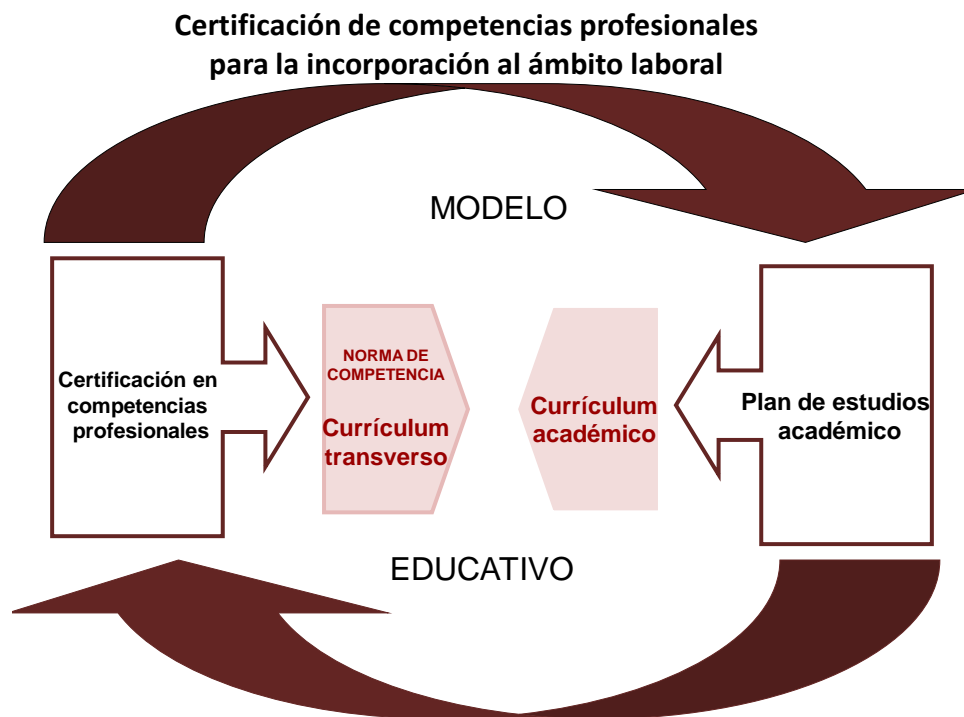 Certificación de competencias profesionales
para la incorporación al ámbito laboral
MODELO
Certificación en
competencias
profesionales
NORMA DE
COMPETENCIA
Currículum
transverso
Currículum
académico
Plan de estudios
académico
EDUCATIVO